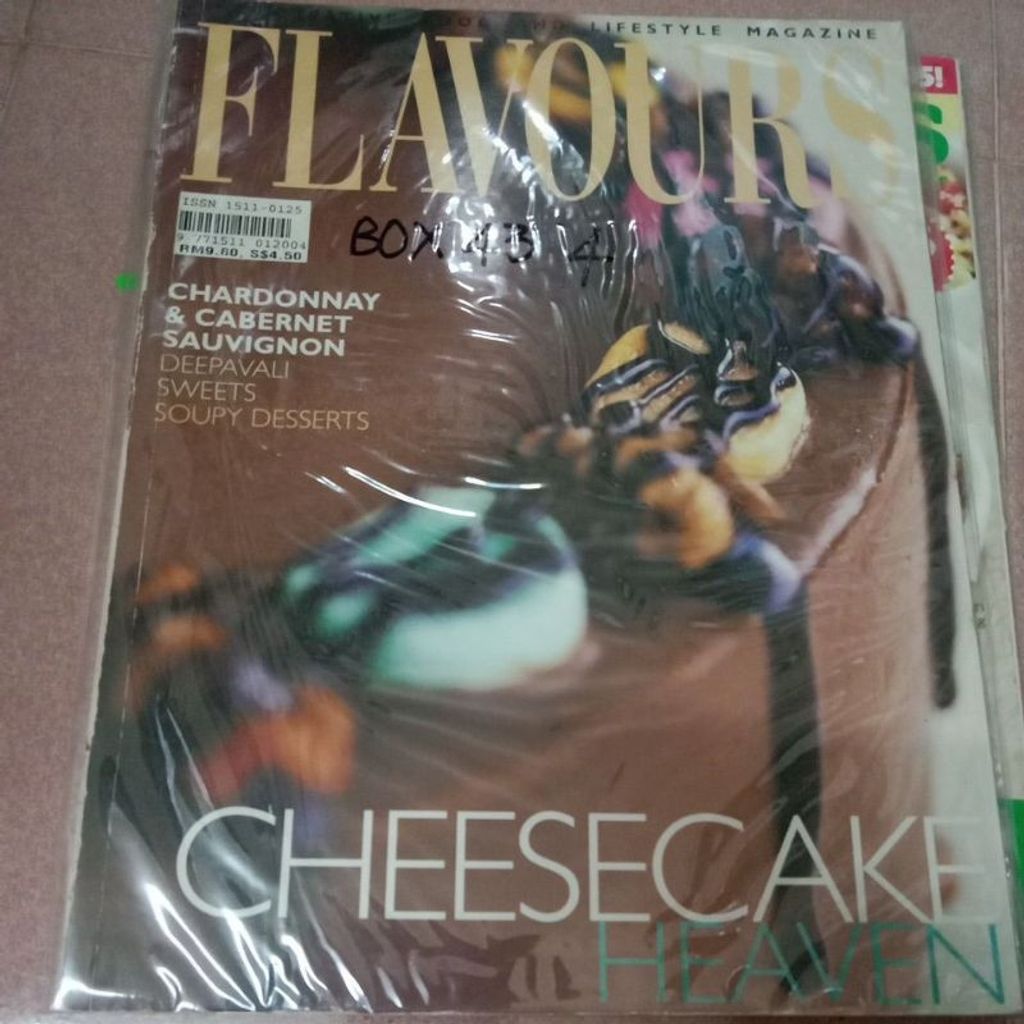 LIFESTYLE MAGAZINE
FLAVOURS
5!
S
ISSN 1511-0125
9 771511 012004
RM9.80 S$4.50
BOX 43 4
CHARDONNAY
& CABERNET
SAUVIGNON
DEEPAVALI
SWEETS
SOUPY DESSERTS
CHEESECAKE
HEAVEN